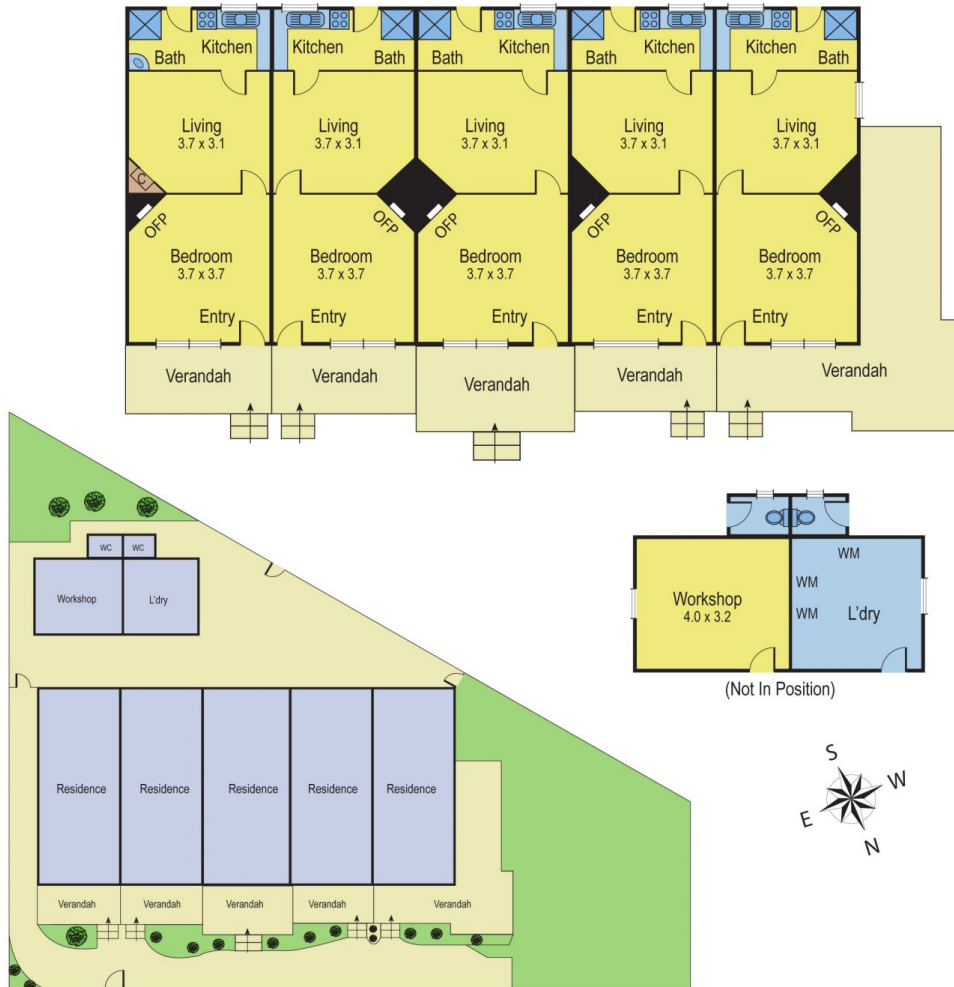 Kitchen Kitchen Kitchen Kitchen Kitchen
Bath Bath Bath Bath Bath
Living Living Living Living Living
3.7 x 3.1 3.7 x 3.1 3.7 x 3.1 3.7 x 3.1 3.7 x 3.1
C
OFP OFP OFP OFP OFP
Bedroom Bedroom Bedroom Bedroom Bedroom
3.7 x 3.7 3.7 x 3.7 3.7 x 3.7 3.7 x 3.7 3.7 x 3.7
Entry Entry Entry Entry Entry
Verandah Verandah Verandah Verandah Verandah
WC WC
Workshop L'dry
Residence Residence Residence Residence Residence
Verandah Verandah Verandah Verandah Verandah
WM
WM
WM
Workshop
4.0 x 3.2
L'dry
(Not In Position)
S
W
E
N